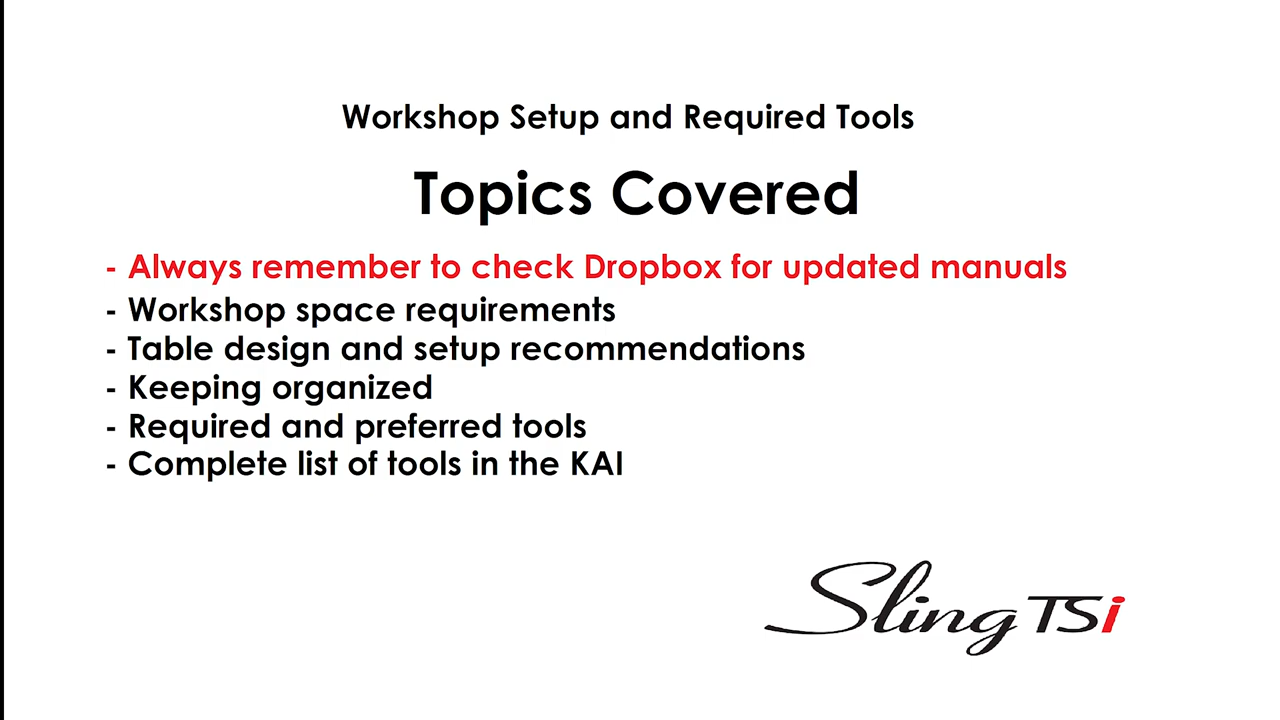 Workshop Setup and Required Tools
Topics Covered
- Always remember to check Dropbox for updated manuals
- Workshop space requirements
- Table design and setup recommendations
- Keeping organized
- Required and preferred tools
- Complete list of tools in the KAI
Sling TSi